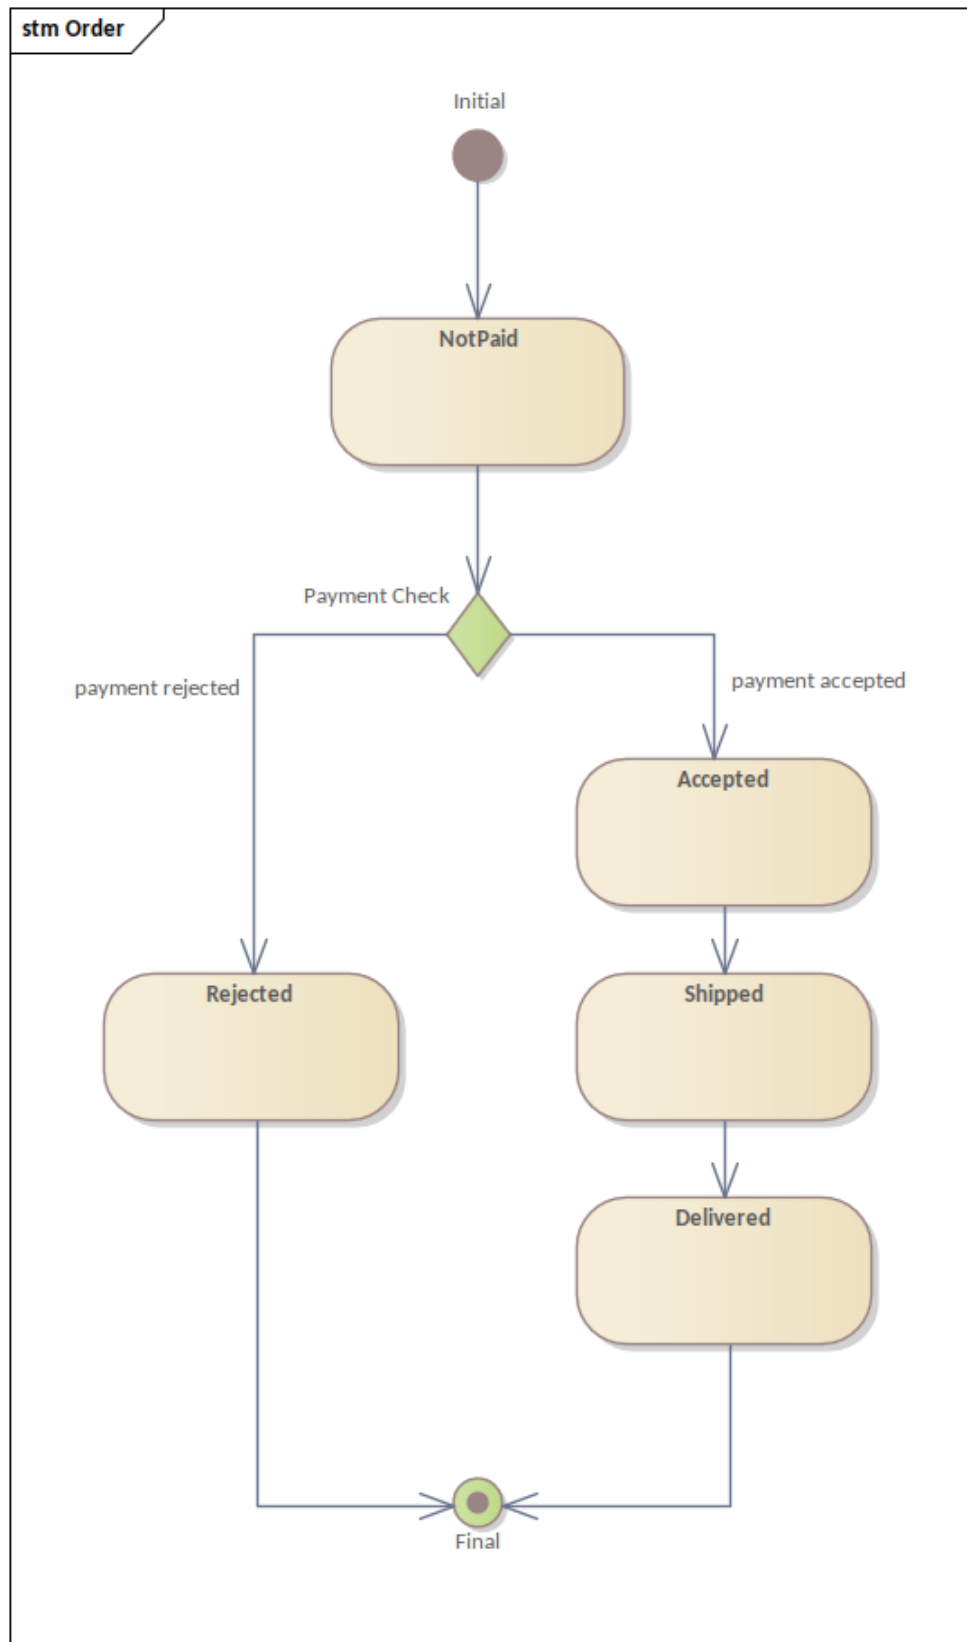 stm Order
Initial
NotPaid
Payment Check
payment rejected
payment accepted
Accepted
Rejected
Shipped
Delivered
Final